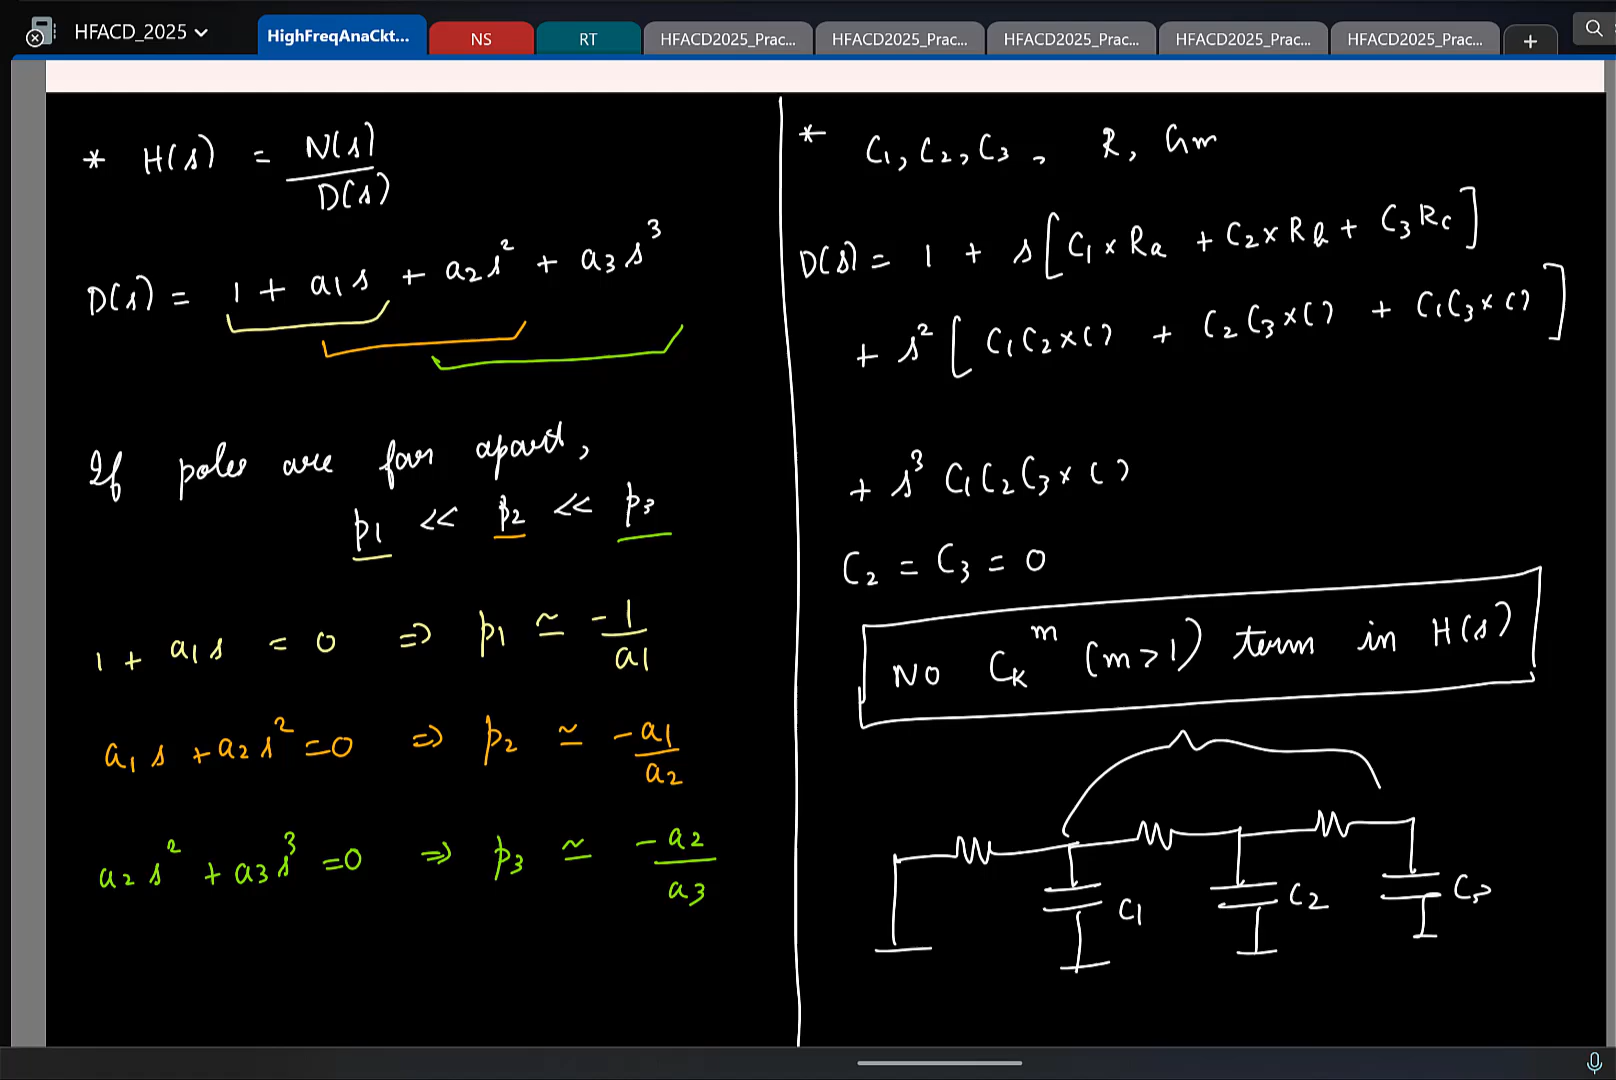 HFACD_2025
HighFreqAnaCkt...
NS
RT
HFACD2025_Prac...
HFACD2025_Prac...
HFACD2025_Prac...
HFACD2025_Prac...
HFACD2025_Prac...
* H(s) = N(s) / D(s)
D(s) = 1 + a1s + a2s² + a3s³
If poles are far apart,
p1 << p2 << p3
1 + a1s = 0 ⇒ p1 ≃ -1/a1
a1s + a2s² = 0 ⇒ p2 ≃ -a1/a2
a2s² + a3s³ = 0 ⇒ p3 ≃ -a2/a3
* C1, C2, C3, R, Gm
D(s) = 1 + s[C1×Ra + C2×Rb + C3Rc]
+ s²[C1C2×() + C2C3×() + C1C3×()]
+ s³ C1C2C3×()
C2 = C3 = 0
NO Ck^m (m>1) term in H(s)
C1
C2
C3